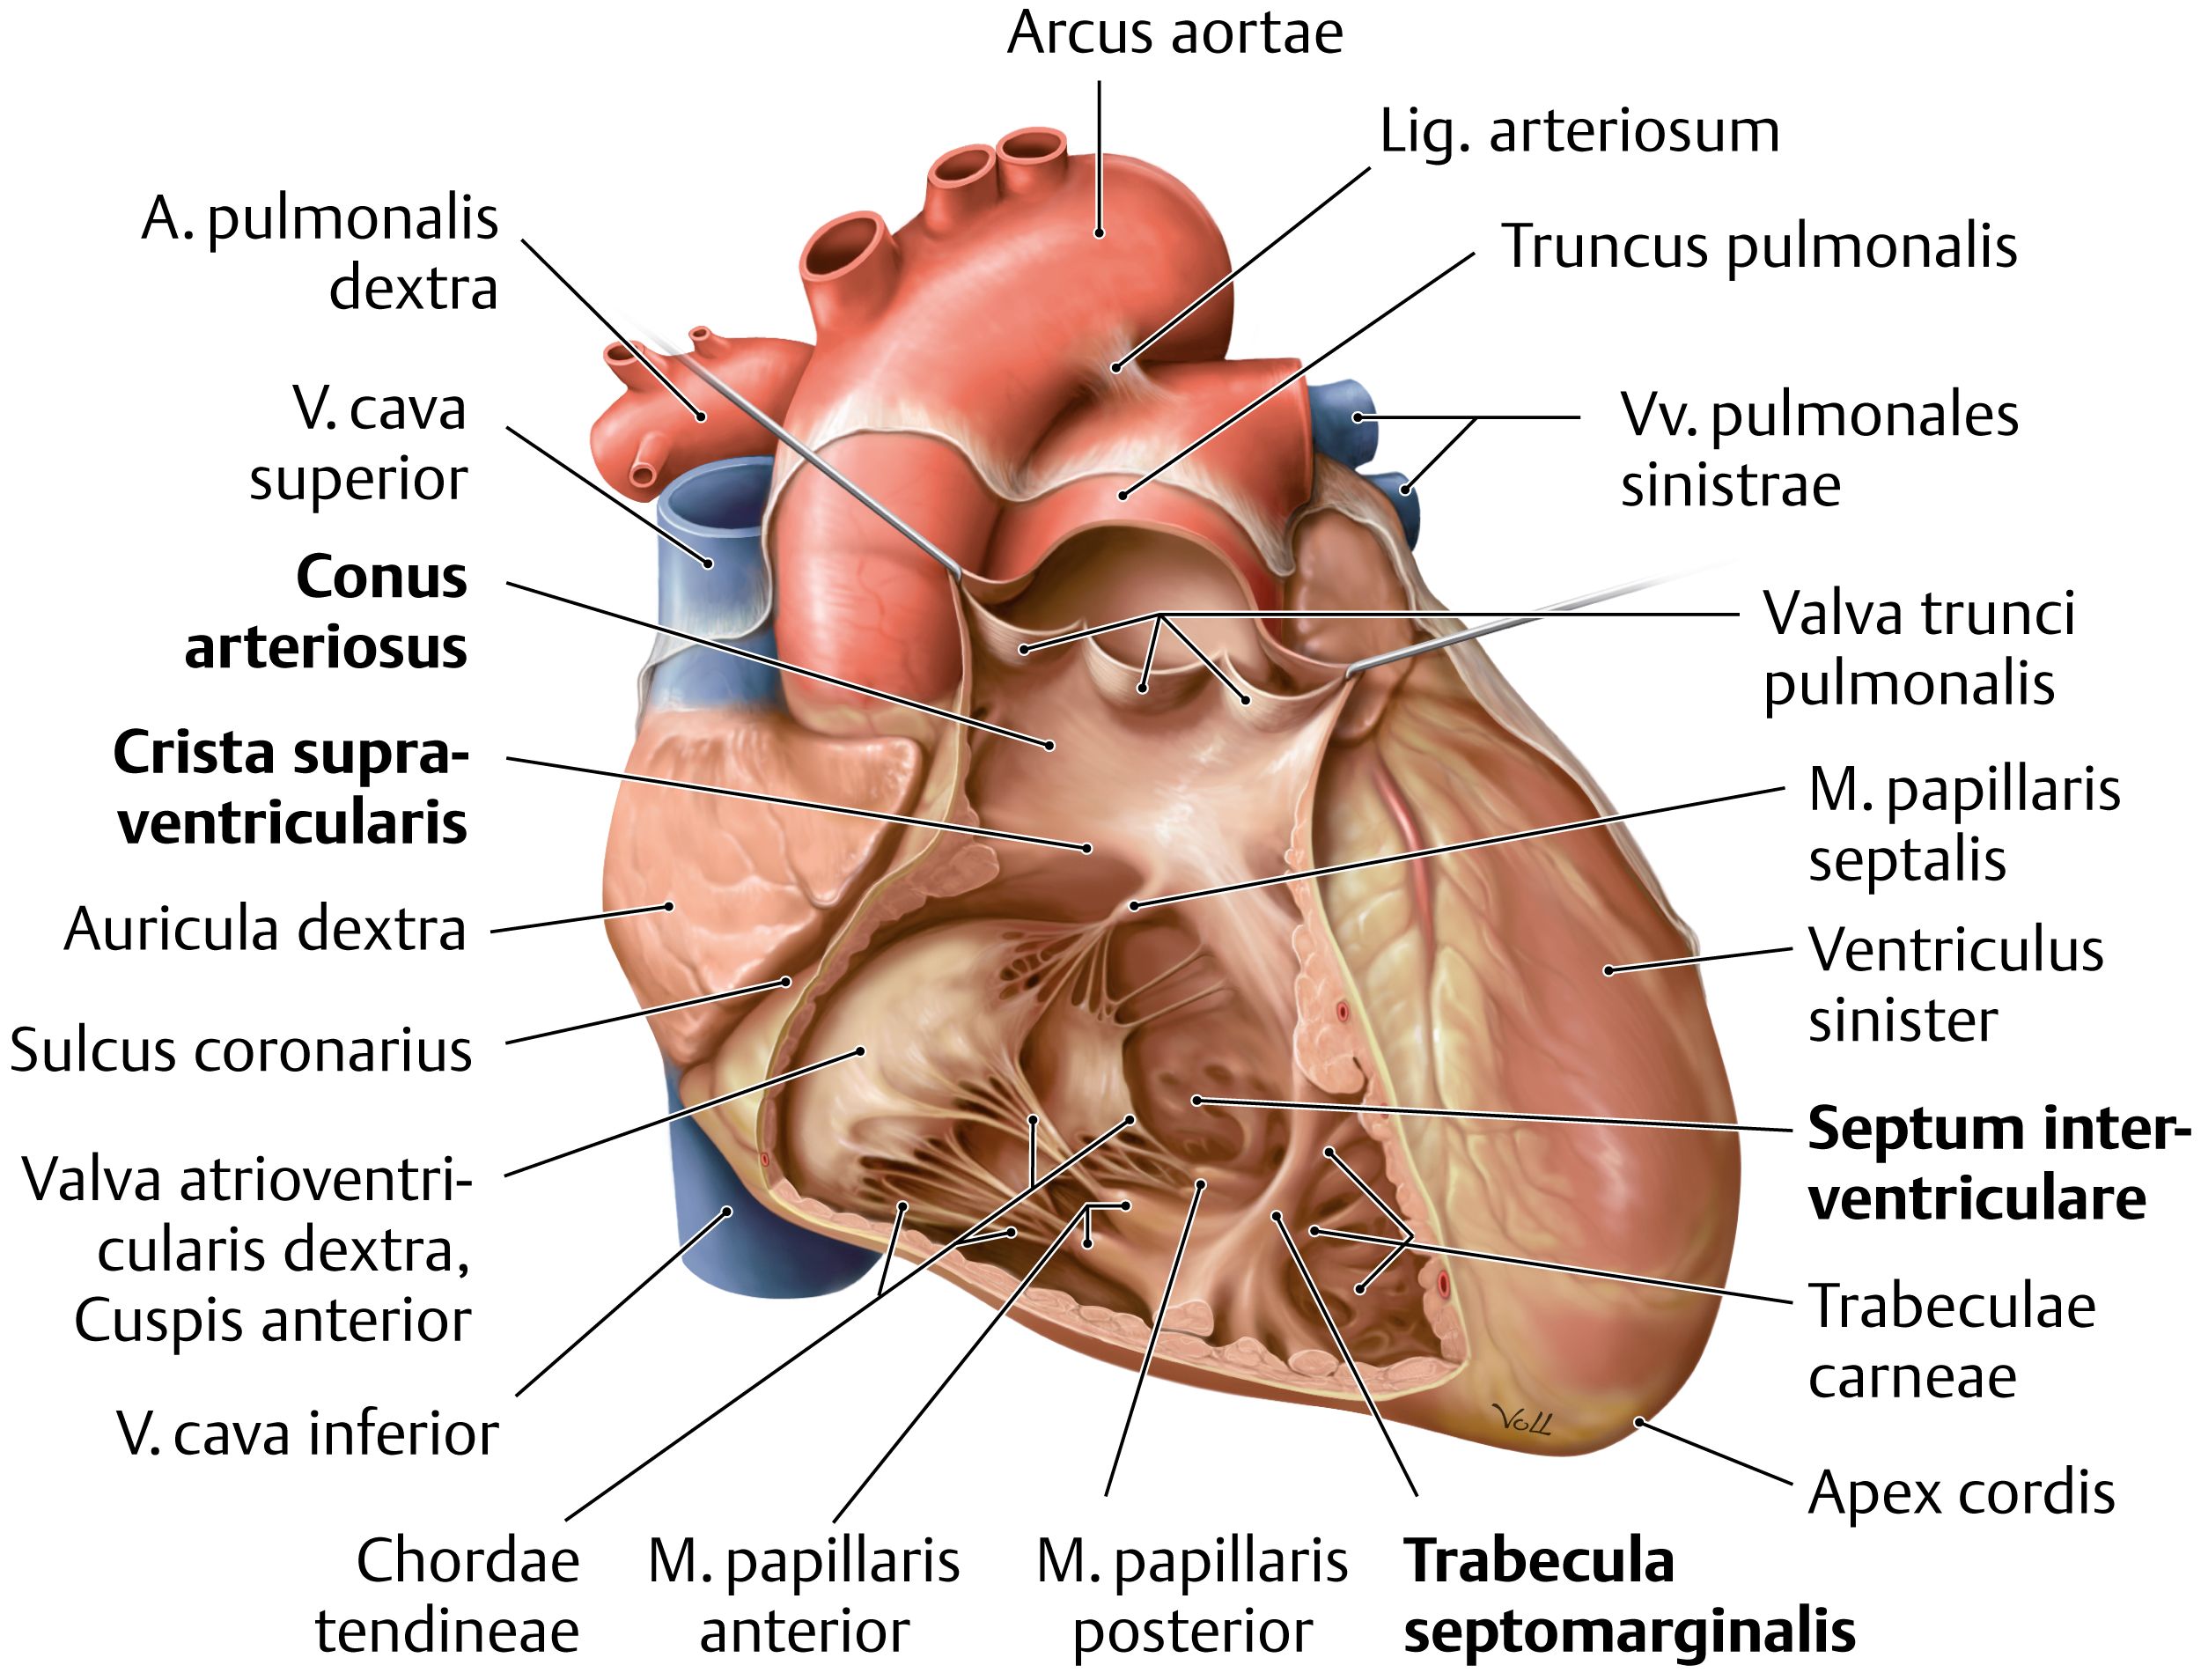 Arcus aortae
Lig. arteriosum
Truncus pulmonalis
Vv. pulmonales
sinistrae
Valva trunci
pulmonalis
M. papillaris
septalis
Ventriculus
sinister
Septum inter-
ventriculare
Trabeculae
carneae
Apex cordis
A. pulmonalis
dextra
V. cava
superior
Conus
arteriosus
Crista supra-
ventricularis
Auricula dextra
Sulcus coronarius
Valva atrioventri-
cularis dextra,
Cuspis anterior
V. cava inferior
Chordae
tendineae
M. papillaris
anterior
M. papillaris
posterior
Trabecula
septomarginalis
Voll